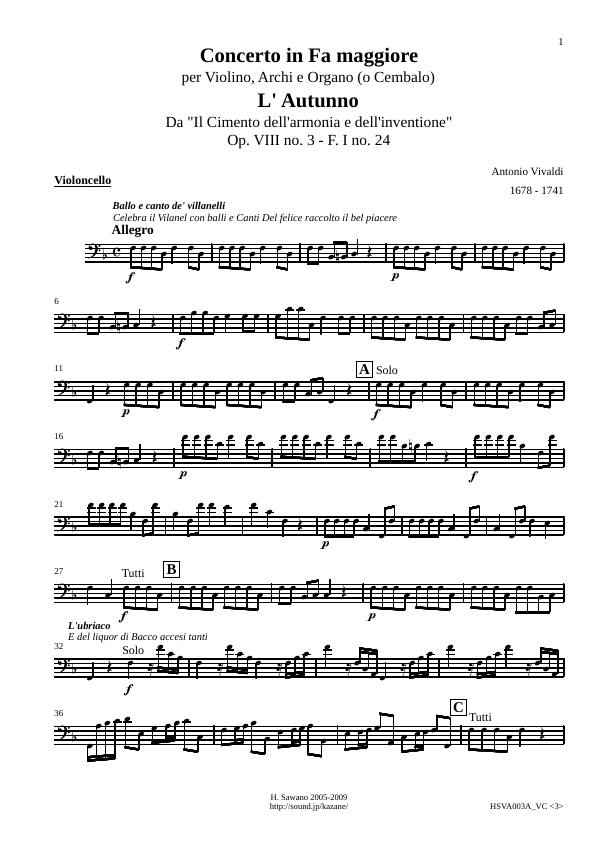 1
Concerto in Fa maggiore
per Violino, Archi e Organo (o Cembalo)
L' Autunno
Da "Il Cimento dell'armonia e dell'inventione"
Op. VIII no. 3 - F. I no. 24
Antonio Vivaldi
Violoncello
1678 - 1741
Ballo e canto de' villanelli
Celebra il Vilanel con balli e Canti Del felice raccolto il bel piacere
Allegro
f p
6
f
11
A Solo
p f
16
p f
21
p
27
Tutti B
f p
L'ubriaco
E del liquor di Bacco accesi tanti
32
Solo
f
36
C Tutti
H. Sawano 2005-2009
http://sound.jp/kazane/
HSVA003A_VC <3>